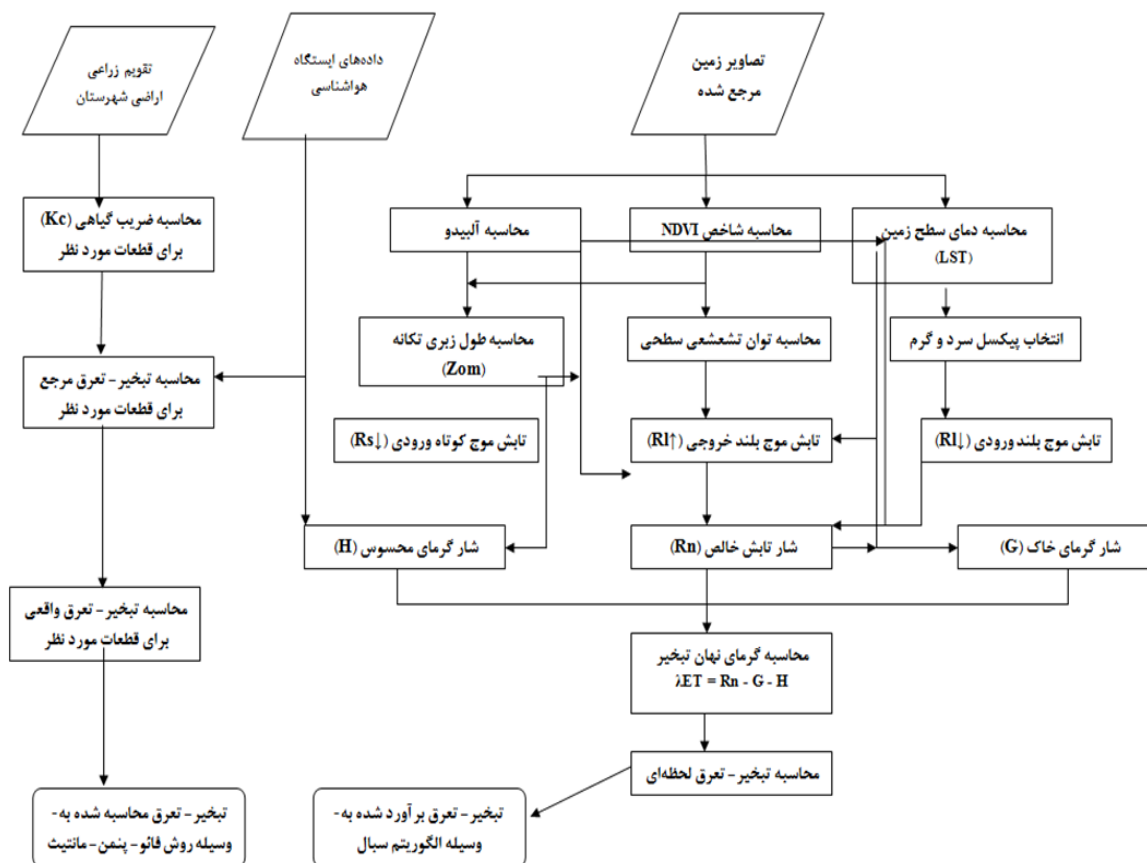 تصاویر زمین
مرجع شده
داده‌های ایستگاه
هواشناسی
تقویم زراعی
اراضی شهرستان
محاسبه دمای سطح زمین
(LST)
محاسبه شاخص NDVI
محاسبه آلبیدو
محاسبه ضریب گیاهی (Kc)
برای قطعات مورد نظر
انتخاب پیکسل سرد و گرم
محاسبه توان تشعشعی سطحی
محاسبه طول زبری تکانه
(Zom)
محاسبه تبخیر - تعرق مرجع
برای قطعات مورد نظر
تابش موج بلند ورودی (Rl↓)
تابش موج بلند خروجی (Rl↑)
تابش موج کوتاه ورودی (Rs↓)
شار گرمای خاک (G)
شار تابش خالص (Rn)
شار گرمای محسوس (H)
محاسبه تبخیر - تعرق واقعی
برای قطعات مورد نظر
محاسبه گرمای نهان تبخیر
λET = Rn - G - H
محاسبه تبخیر - تعرق لحظه‌ای
تبخیر - تعرق بر آورد شده به-
وسیله الگوریتم سبال
تبخیر - تعرق محاسبه شده به-
وسیله روش فائو- پنمن- مانتیث